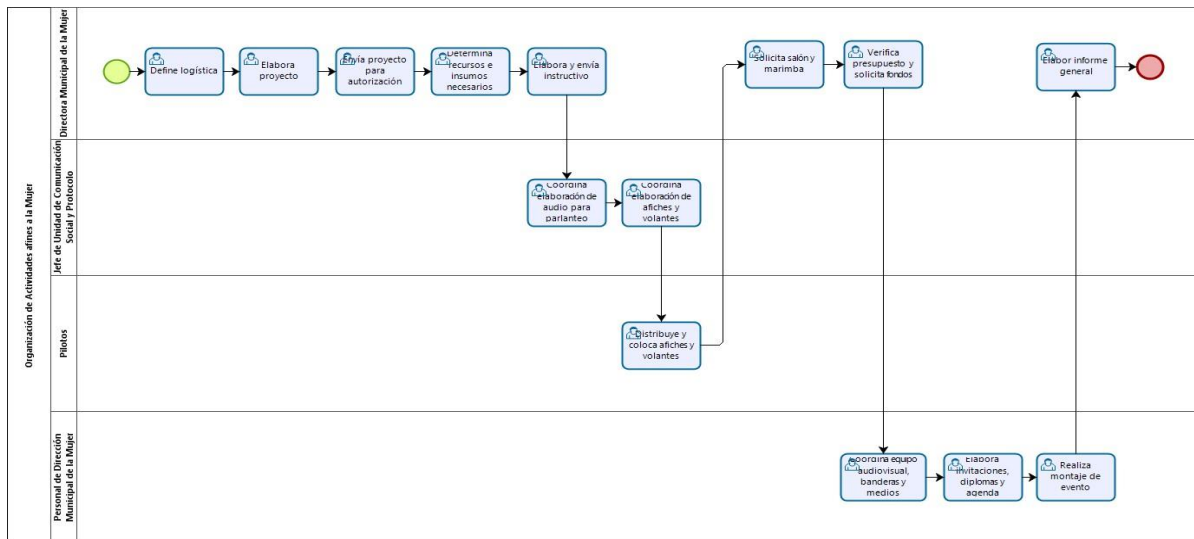 Organización de Actividades afines a la Mujer
Directora Municipal de la Mujer
Define logística
Elabora
proyecto
Envía proyecto
para
autorización
Determina
recursos e
insumos
necesarios
Elabora y envía
instructivo
Solicita salón y
marimba
Verifica
presupuesto y
solicita fondos
Elabor informe
general
Jefe de Unidad de Comunicación
Social y Protocolo
Coordina
elaboración de
audio para
parlanteo
Coordina
elaboración de
afiches y
volantes
Pilotos
Distribuye y
coloca afiches y
volantes
Personal de Dirección
Municipal de la Mujer
Coordina equipo
audiovisual,
banderas y
medios
Elabora
invitaciones,
diplomas y
agenda
Realiza
montaje de
evento